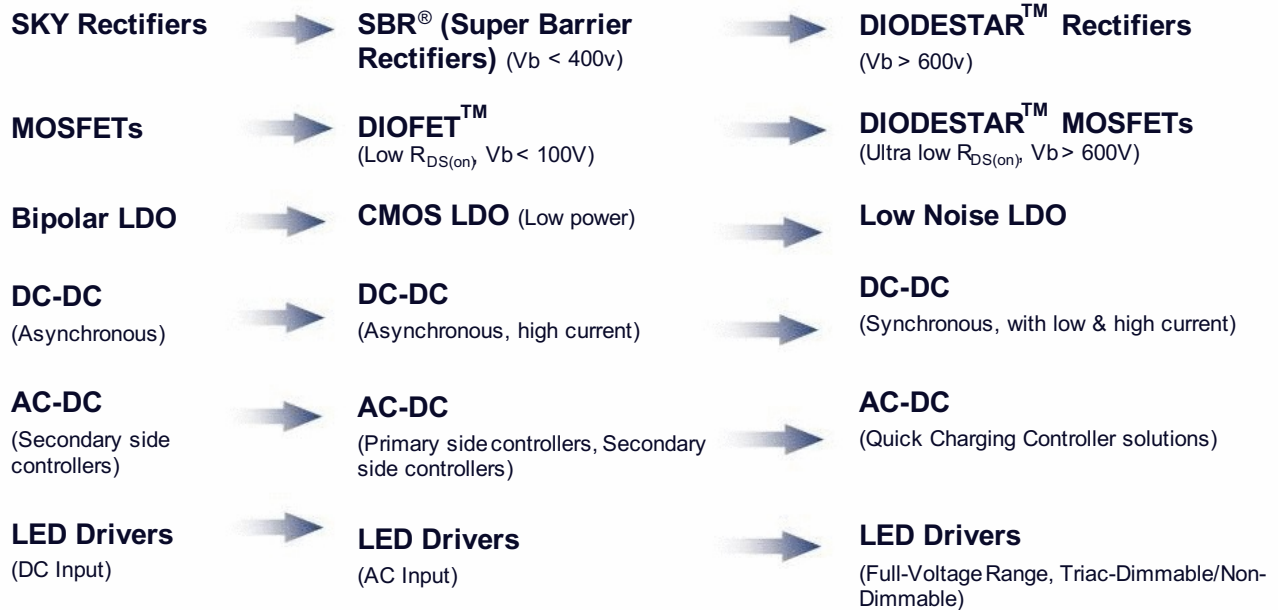 SKY Rectifiers
SBR® (Super Barrier
Rectifiers) (Vb < 400v)
DIODESTAR™ Rectifiers
(Vb > 600v)
MOSFETs
DIOFET™
(Low RDS(on), Vb < 100V)
DIODESTAR™ MOSFETs
(Ultra low RDS(on), Vb > 600V)
Bipolar LDO
CMOS LDO (Low power)
Low Noise LDO
DC-DC
(Asynchronous)
DC-DC
(Asynchronous, high current)
DC-DC
(Synchronous, with low & high current)
AC-DC
(Secondary side
controllers)
AC-DC
(Primary side controllers, Secondary
side controllers)
AC-DC
(Quick Charging Controller solutions)
LED Drivers
(DC Input)
LED Drivers
(AC Input)
LED Drivers
(Full-Voltage Range, Triac-Dimmable/Non-
Dimmable)